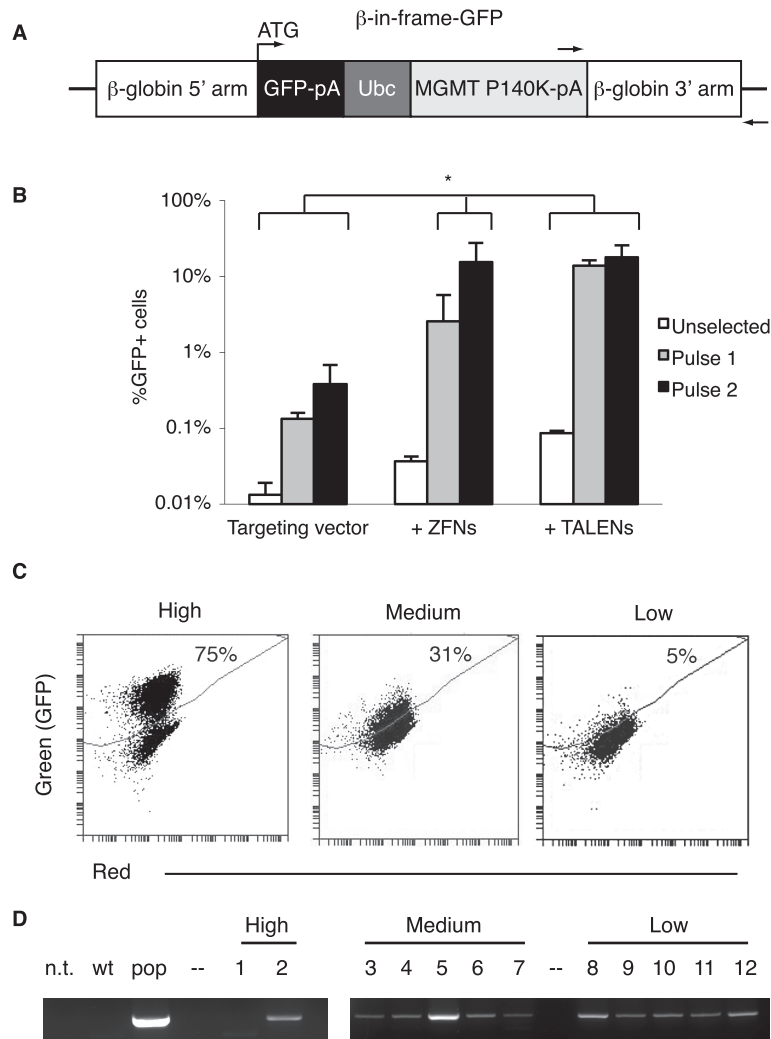 A
β-in-frame-GFP
ATG
β-globin 5’ arm
GFP-pA
Ubc
MGMT P140K-pA
β-globin 3’ arm
B
*
100%
10%
1%
0.1%
0.01%
%GFP+ cells
Targeting vector
+ ZFNs
+ TALENs
Unselected
Pulse 1
Pulse 2
C
High
Medium
Low
75%
31%
5%
Green (GFP)
Red
D
High
Medium
Low
n.t. wt pop -- 1 2 3 4 5 6 7 -- 8 9 10 11 12